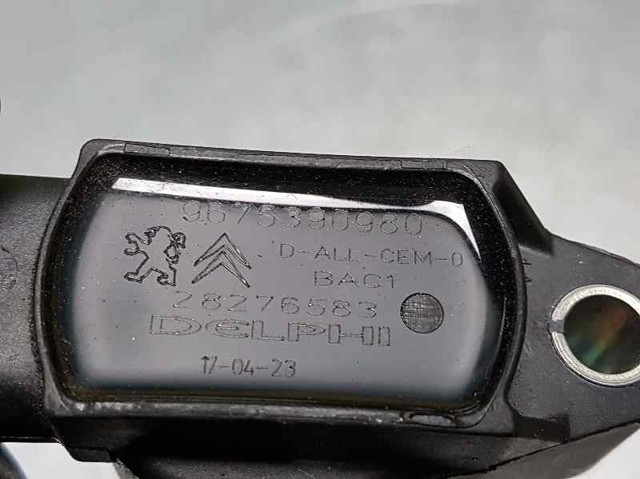 9675390980
D-ALL-CEM-0
BAC1
28276583
DELPHI
17-04-23